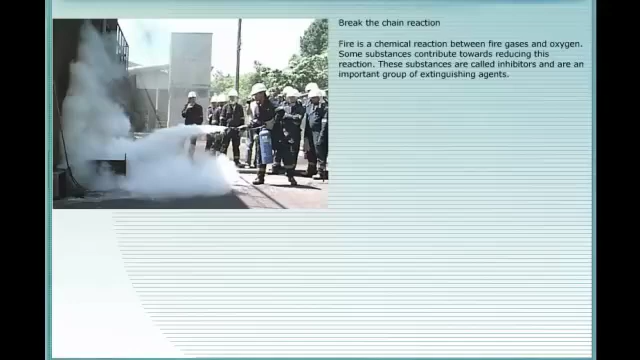 Break the chain reaction
Fire is a chemical reaction between fire gases and oxygen.
Some substances contribute towards reducing this
reaction. These substances are called inhibitors and are an
important group of extinguishing agents.